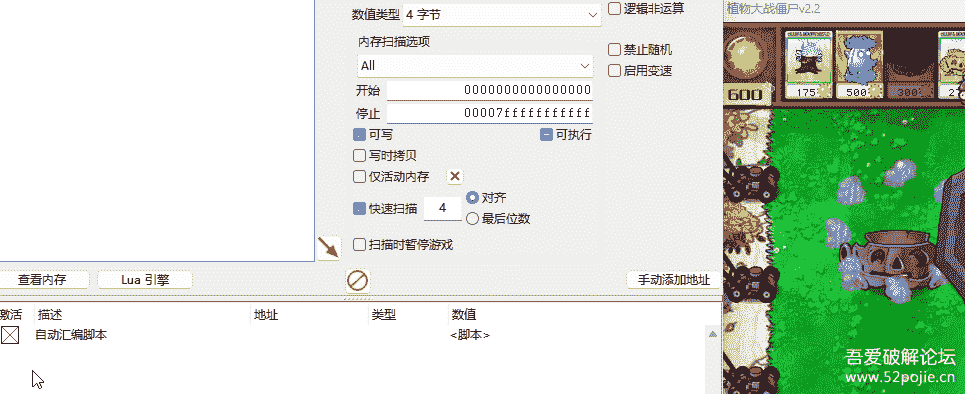 数值类型 4 字节
逻辑非运算
植物大战僵尸v2.2
内存扫描选项
禁止随机
All
启用变速
开始 0000000000000000
停止 00007fffffffffff
可写 可执行
写时拷贝
仅活动内存
快速扫描 4 对齐
最后位数
扫描时暂停游戏
600
175 500 300 27
查看内存 Lua 引擎 手动添加地址
激活 描述 地址 类型 数值
自动汇编脚本 <脚本>
吾爱破解论坛
www.52pojie.cn